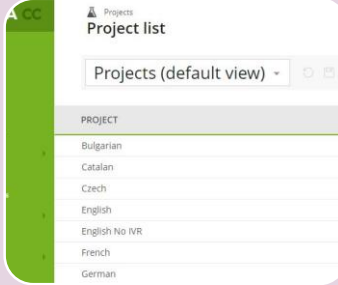 A CC
Projects
Project list
Projects (default view)
PROJECT
Bulgarian
Catalan
Czech
English
English No IVR
French
German